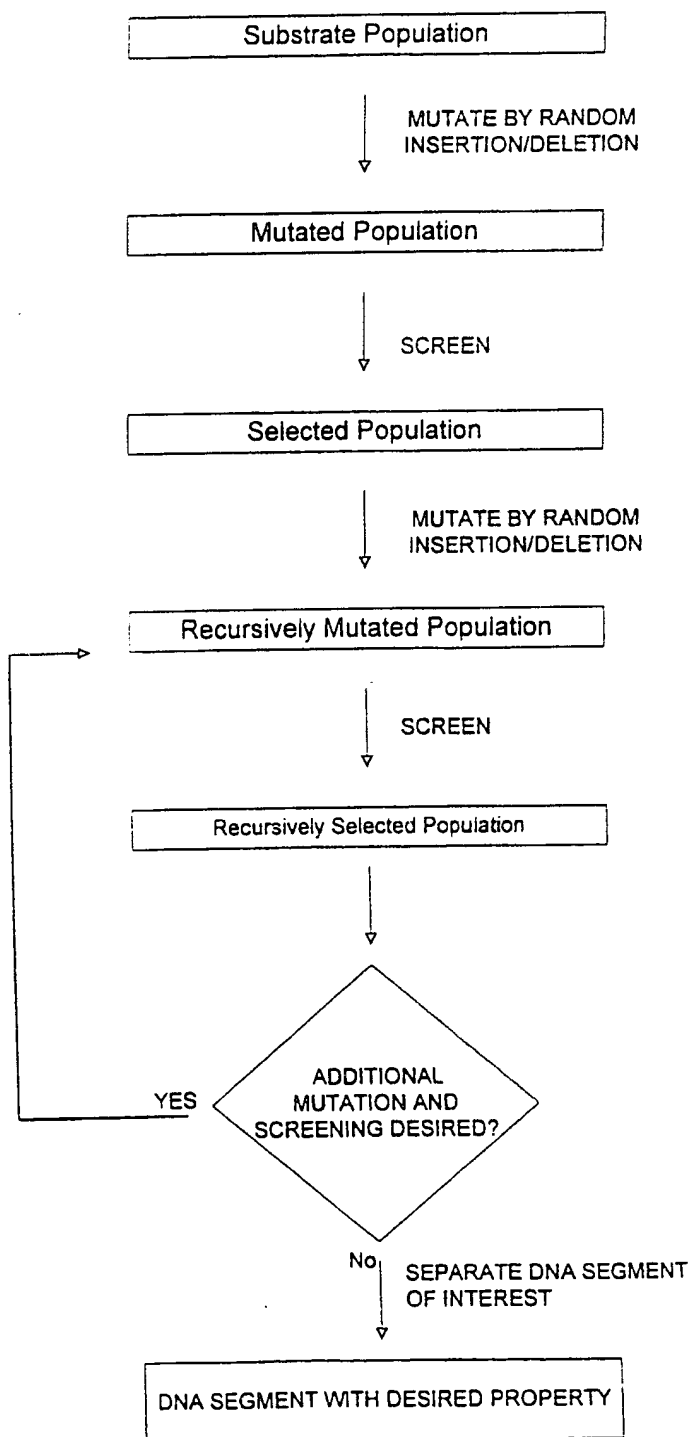 Substrate Population
MUTATE BY RANDOM
INSERTION/DELETION
Mutated Population
SCREEN
Selected Population
MUTATE BY RANDOM
INSERTION/DELETION
Recursively Mutated Population
SCREEN
Recursively Selected Population
ADDITIONAL
MUTATION AND
SCREENING DESIRED?
YES
No
SEPARATE DNA SEGMENT
OF INTEREST
DNA SEGMENT WITH DESIRED PROPERTY